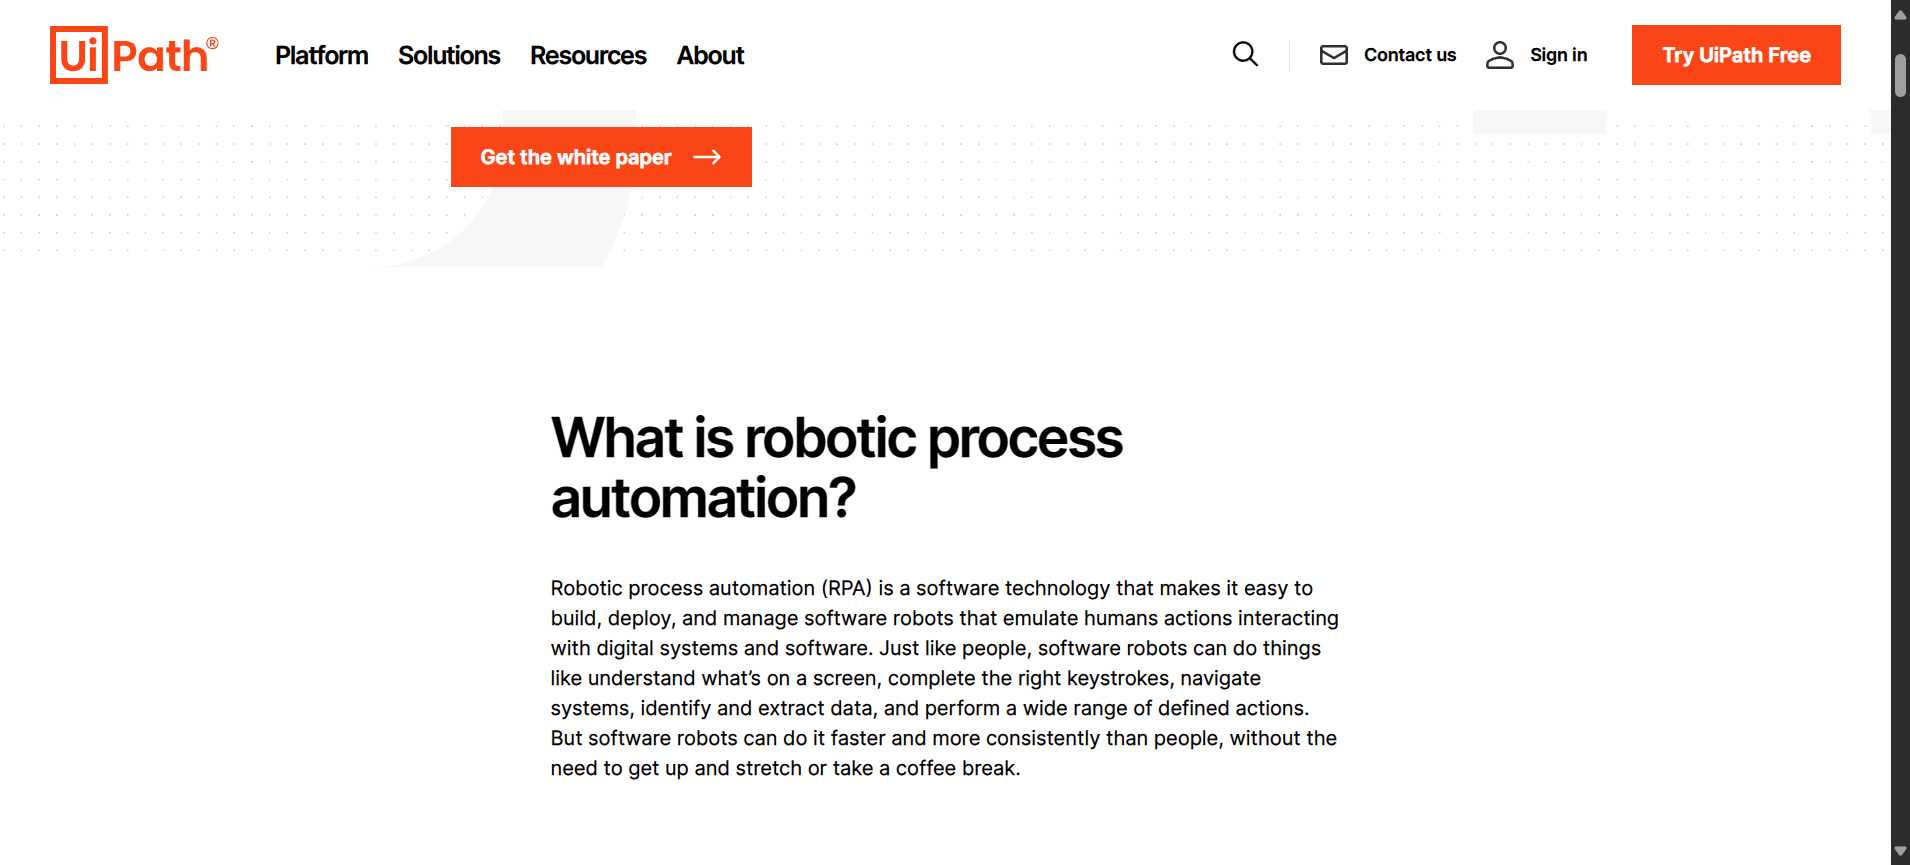 UiPath®
Platform
Solutions
Resources
About
Contact us
Sign in
Try UiPath Free
Get the white paper
What is robotic process
automation?
Robotic process automation (RPA) is a software technology that makes it easy to
build, deploy, and manage software robots that emulate humans actions interacting
with digital systems and software. Just like people, software robots can do things
like understand what’s on a screen, complete the right keystrokes, navigate
systems, identify and extract data, and perform a wide range of defined actions.
But software robots can do it faster and more consistently than people, without the
need to get up and stretch or take a coffee break.